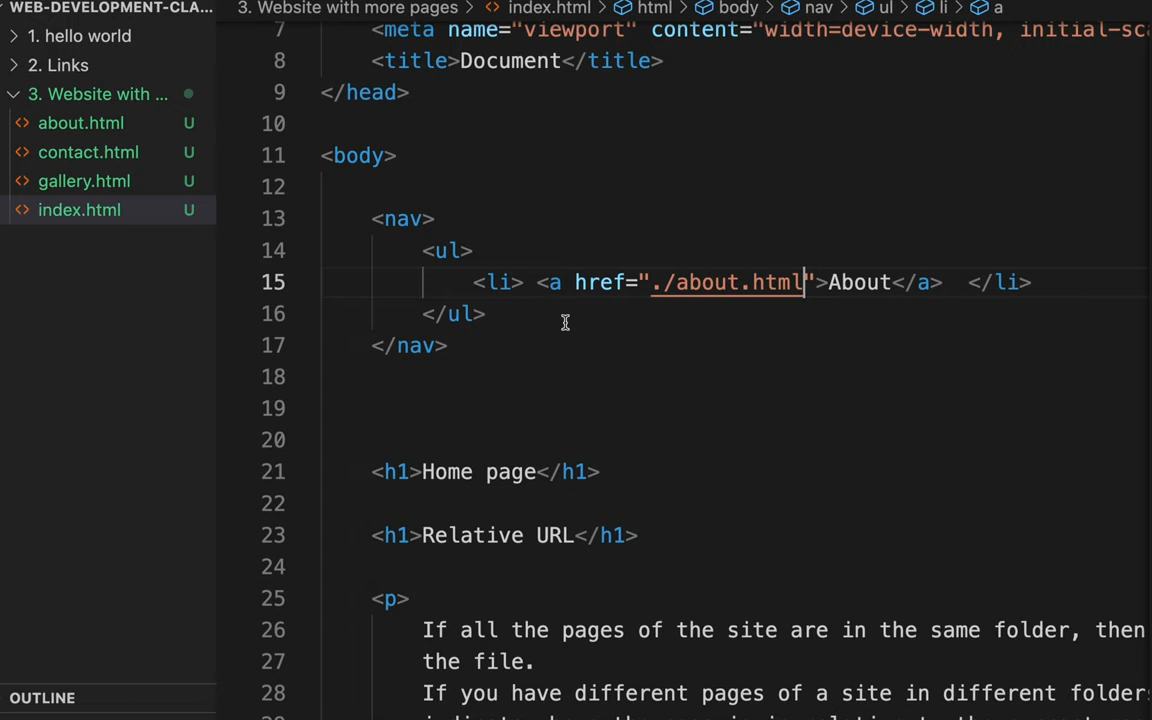 WEB-DEVELOPMENT-CLA...
1. hello world
2. Links
3. Website with ...
about.html U
contact.html U
gallery.html U
index.html U
OUTLINE
3. Website with more pages > index.html > html > body > nav > ul > li > a
7 <meta name="viewport" content="width=device-width, initial-sc
8 <title>Document</title>
9 </head>
10
11 <body>
12
13 <nav>
14 <ul>
15 <li> <a href="./about.html">About</a> </li>
16 </ul>
17 </nav>
18
19
20
21 <h1>Home page</h1>
22
23 <h1>Relative URL</h1>
24
25 <p>
26 If all the pages of the site are in the same folder, then
27 the file.
28 If you have different pages of a site in different folder